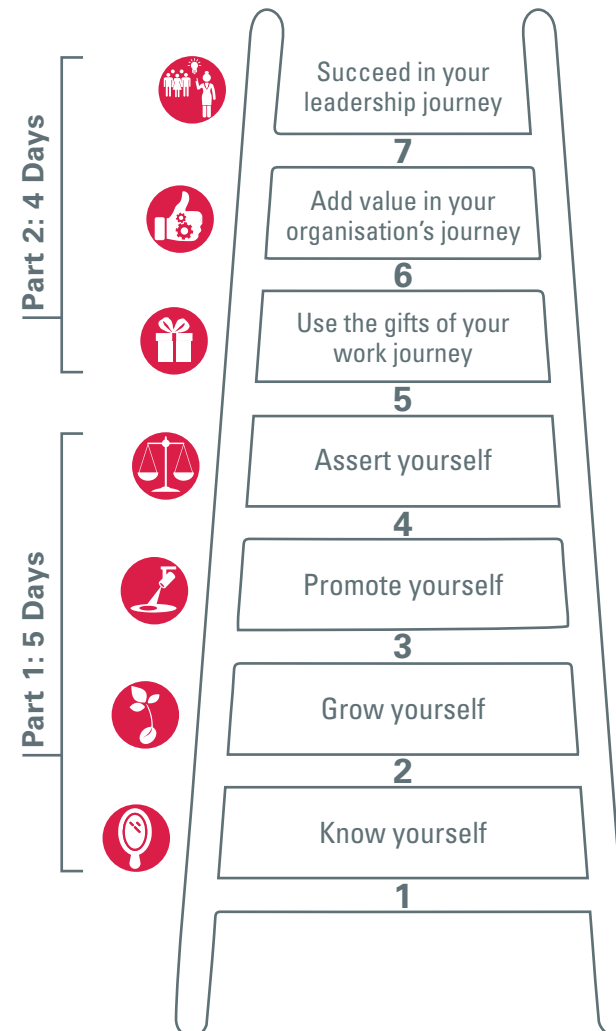 Part 2: 4 Days
Succeed in your
leadership journey
7
Add value in your
organisation's journey
6
Use the gifts of your
work journey
5
Part 1: 5 Days
Assert yourself
4
Promote yourself
3
Grow yourself
2
Know yourself
1